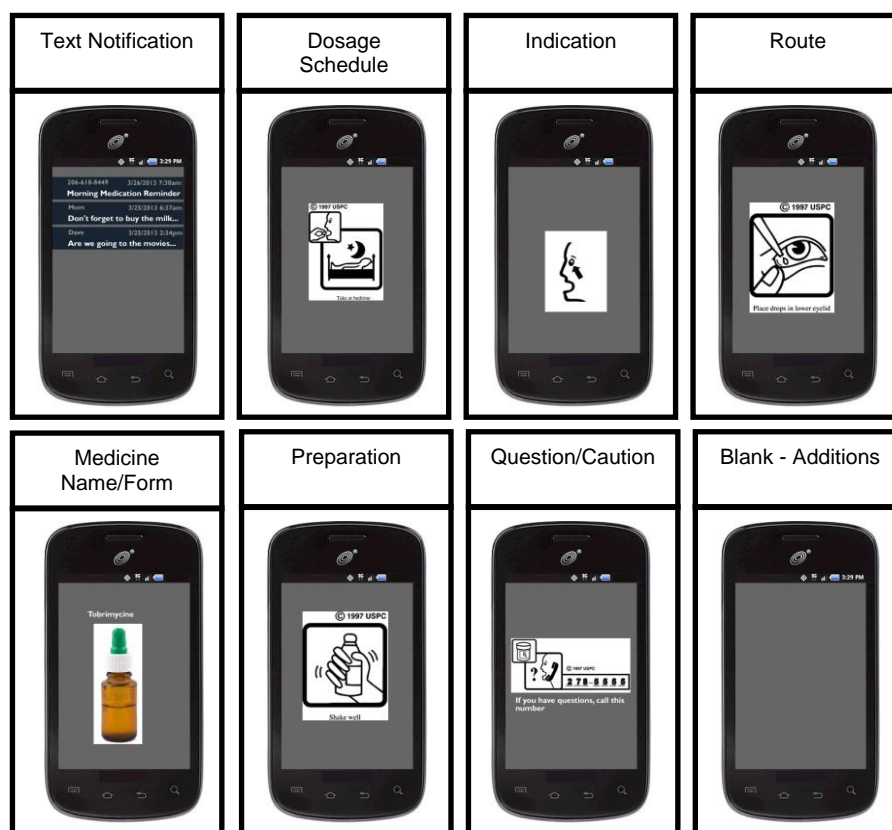 Text Notification
Dosage
Schedule
Indication
Route
3:29 PM
206-618-8449 3/26/2013 7:30am
Morning Medication Reminder
Mom 3/25/2013 6:37am
Don't forget to buy the milk...
Dave 3/25/2013 2:34pm
Are we going to the movies...
© 1997 USPC
Take at bedtime
© 1997 USPC
Place drops in lower eyelid
Medicine
Name/Form
Preparation
Question/Caution
Blank - Additions
Tobrimycine
© 1997 USPC
Shake well
? © 1997 USPC
276-5555
If you have questions, call this
number
3:29 PM